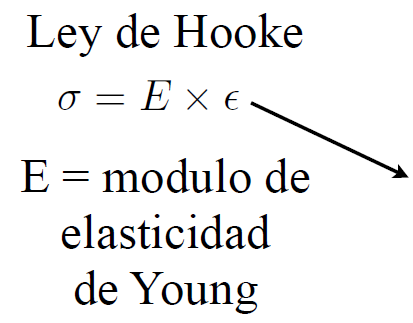 Ley de Hooke
σ = E × ϵ
E = modulo de
elasticidad
de Young